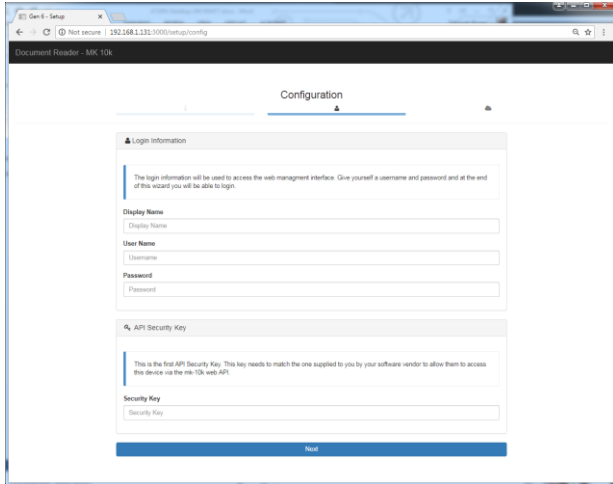 Gen 6 - Setup
Not secure 192.168.1.131:3000/setup/config
Document Reader - MK 10k
Configuration
Login Information
The login information will be used to access the web managment interface. Give yourself a username and password and at the end
of this wizard you will be able to login.
Display Name
Display Name
User Name
Username
Password
Password
API Security Key
This is the first API Security Key. This key needs to match the one supplied to you by your software vendor to allow them to access
this device via the mk-10k web API.
Security Key
Security Key
Next